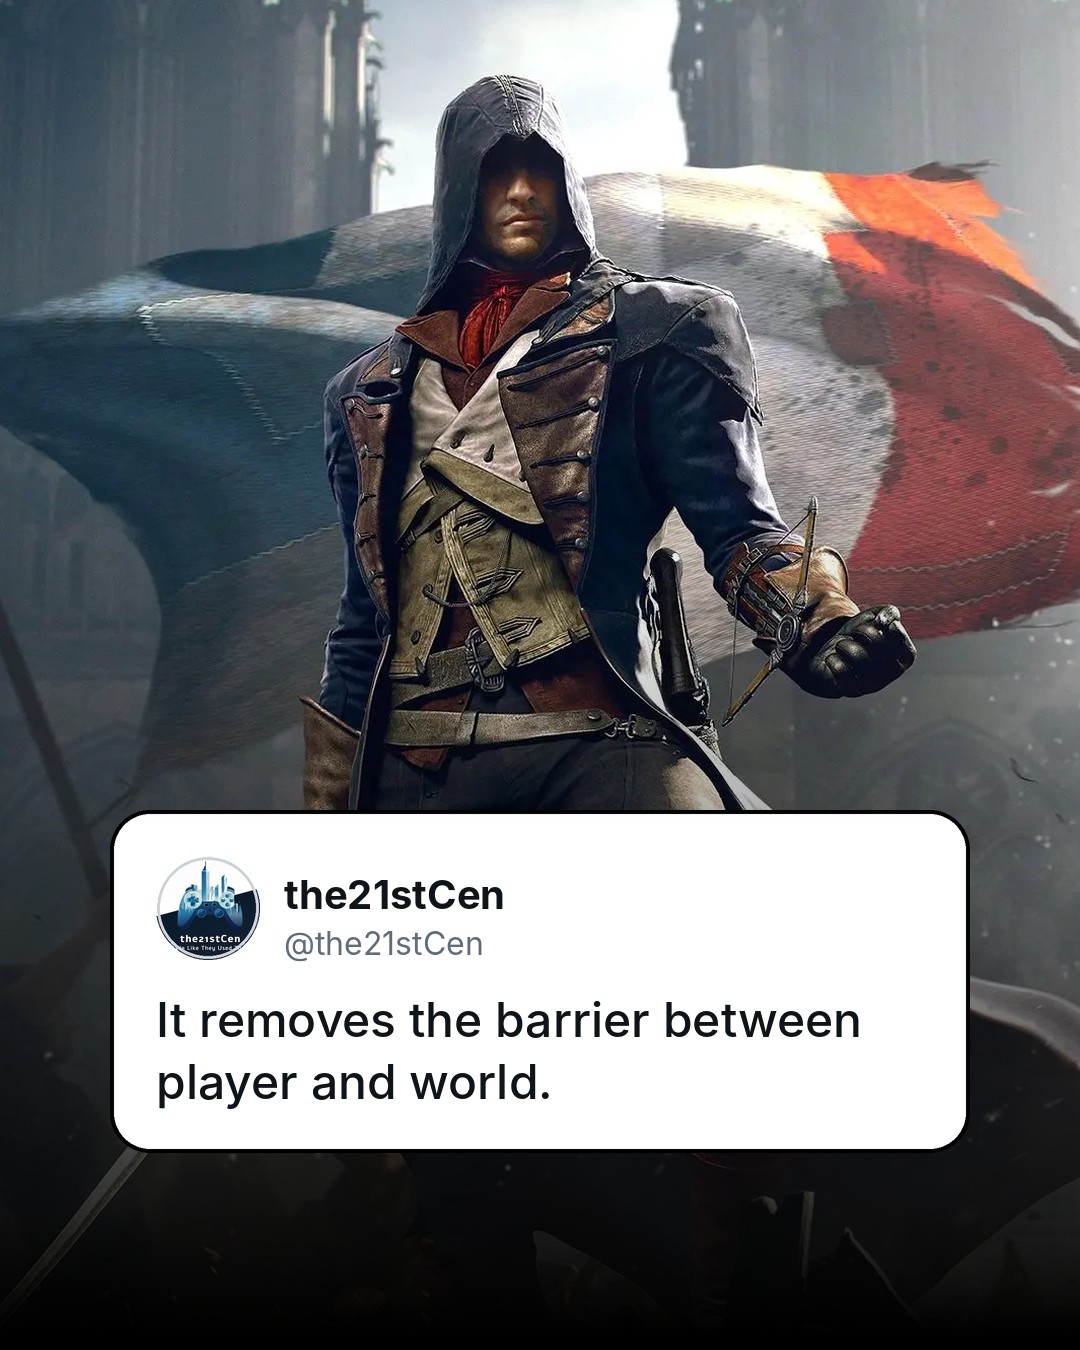 the21stCen
the21stCen
@the21stCen
It removes the barrier between
player and world.